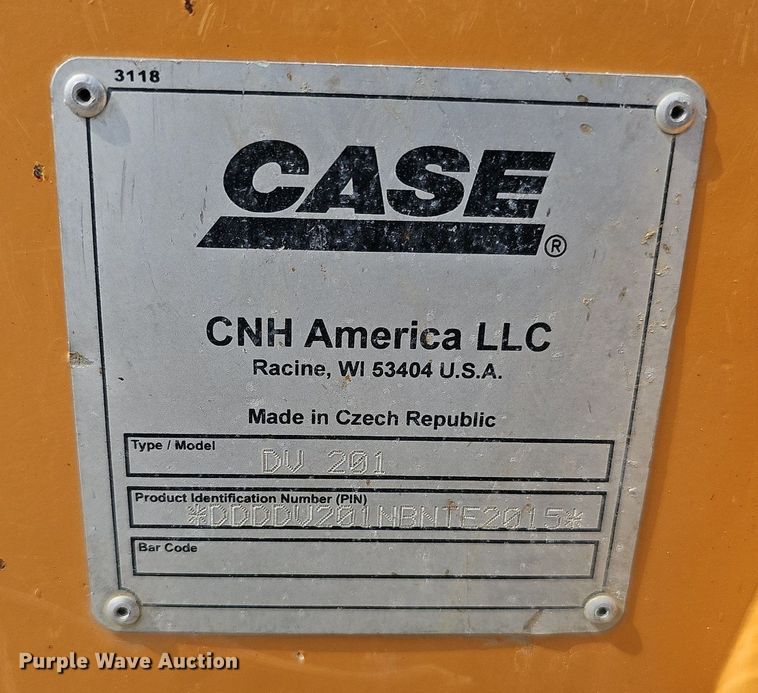 3118
CASE
®
CNH America LLC
Racine, WI 53404 U.S.A.
Made in Czech Republic
Type / Model
DV 201
Product Identification Number (PIN)
*DDDDV201NBNTE2015*
Bar Code
Purple Wave Auction